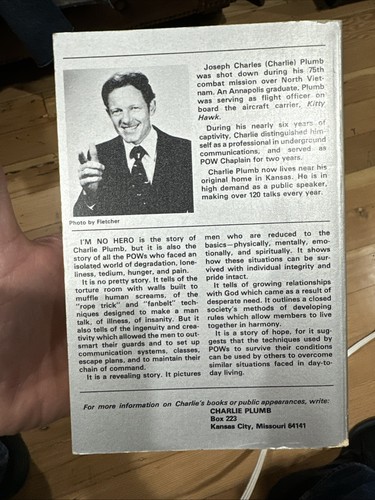 Joseph Charles (Charlie) Plumb
was shot down during his 75th
combat mission over North Viet-
nam. An Annapolis graduate, Plumb
was serving as flight officer on
board the aircraft carrier, Kitty
Hawk.
During his nearly six years of
captivity, Charlie distinguished him-
self as a professional in underground
communications, and served as
POW Chaplain for two years.
Charlie Plumb now lives near his
original home in Kansas. He is in
high demand as a public speaker,
making over 120 talks every year.
Photo by Fletcher
I'M NO HERO is the story of
Charlie Plumb, but it is also the
story of all the POWs who faced an
isolated world of degradation, lone-
liness, tedium, hunger, and pain.
It is no pretty story. It tells of the
torture room with walls built to
muffle human screams, of the
"rope trick" and "fanbelt" tech-
niques designed to make a man
talk, of illness, of insanity. But it
also tells of the ingenuity and crea-
tivity which allowed the men to out-
smart their guards and to set up
communication systems, classes,
escape plans, and to maintain their
chain of command.
It is a revealing story. It pictures
men who are reduced to the
basics—physically, mentally, emo-
tionally, and spiritually. It shows
how these situations can be sur-
vived with individual integrity and
pride intact.
It tells of growing relationships
with God which came as a result of
desperate need. It outlines a closed
society's methods of developing
rules which allow members to live
together in harmony.
It is a story of hope, for it sug-
gests that the techniques used by
POWs to survive their conditions
can be used by others to overcome
similar situations faced in day-to-
day living.
For more information on Charlie's books or public appearances, write:
CHARLIE PLUMB
Box 223
Kansas City, Missouri 64141